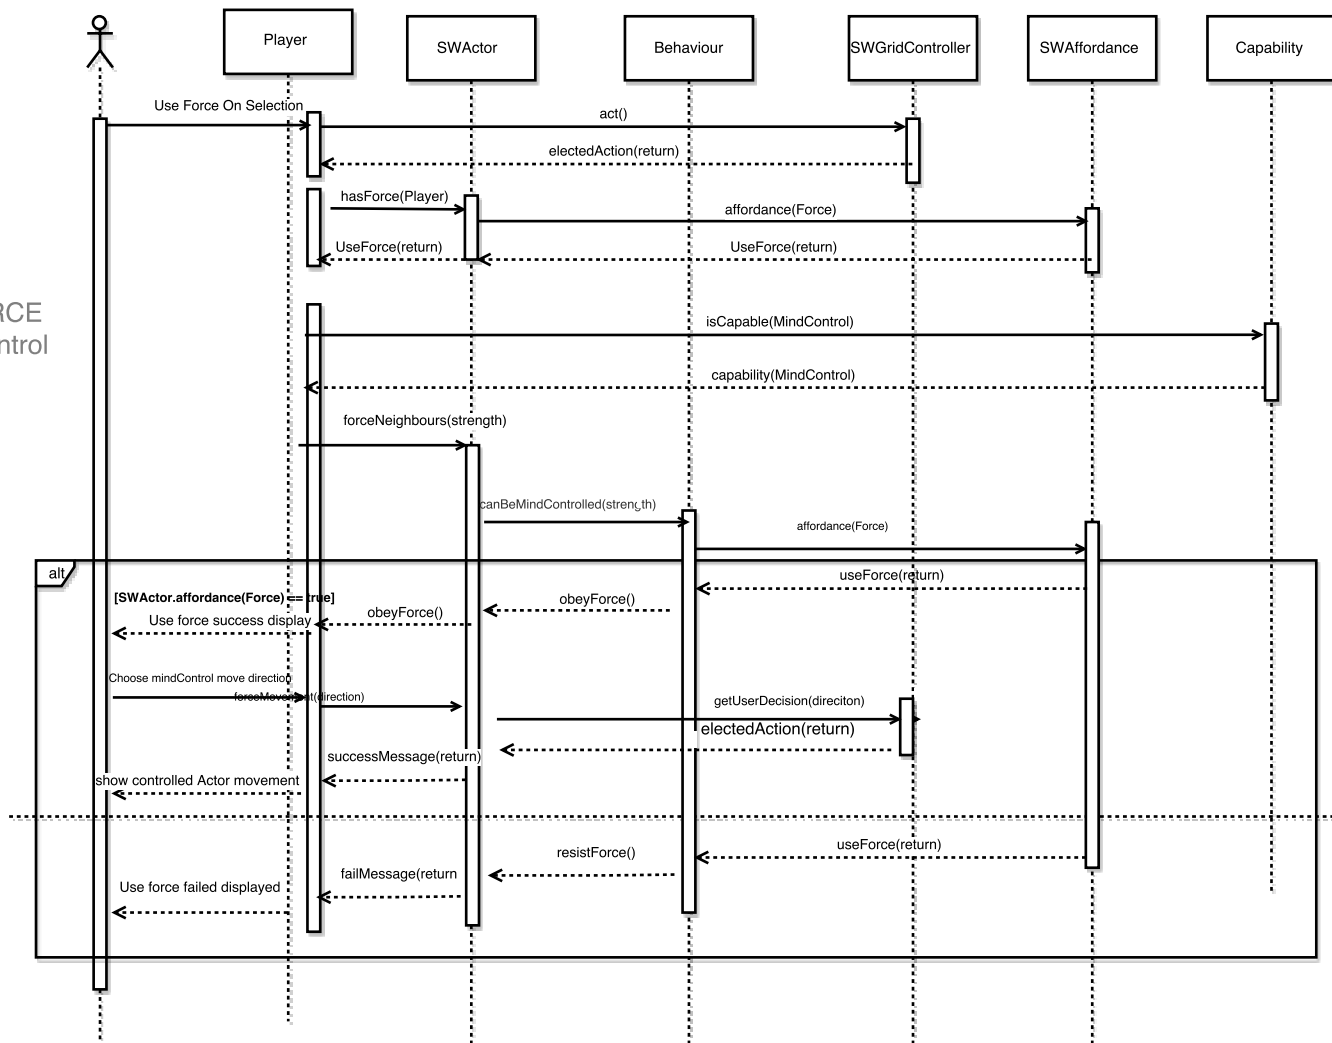 Player
SWActor
Behaviour
SWGridController
SWAffordance
Capability
Use Force On Selection
act()
electedAction(return)
hasForce(Player)
affordance(Force)
UseForce(return)
UseForce(return)
RCE
ntrol
isCapable(MindControl)
capability(MindControl)
forceNeighbours(strength)
canBeMindControlled(strength)
affordance(Force)
alt
useForce(return)
[SWActor.affordance(Force) == true]
obeyForce()
obeyForce()
Use force success display
Choose mindControl move direction
forceMovement(direction)
getUserDecision(direciton)
electedAction(return)
successMessage(return)
show controlled Actor movement
useForce(return)
resistForce()
failMessage(return
Use force failed displayed